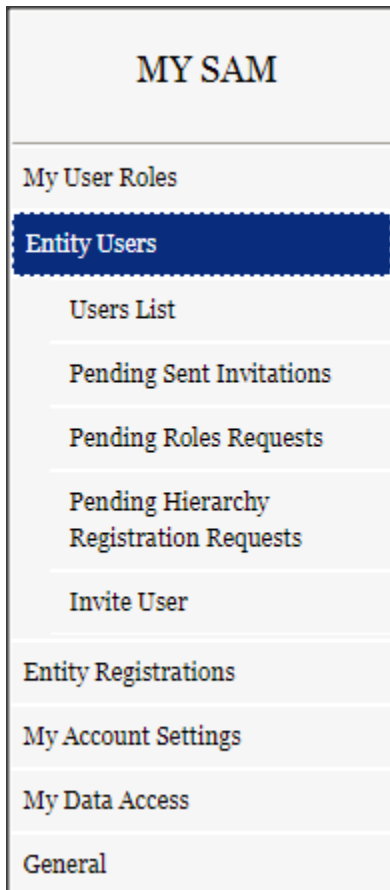 MY SAM
My User Roles
Entity Users
Users List
Pending Sent Invitations
Pending Roles Requests
Pending Hierarchy
Registration Requests
Invite User
Entity Registrations
My Account Settings
My Data Access
General